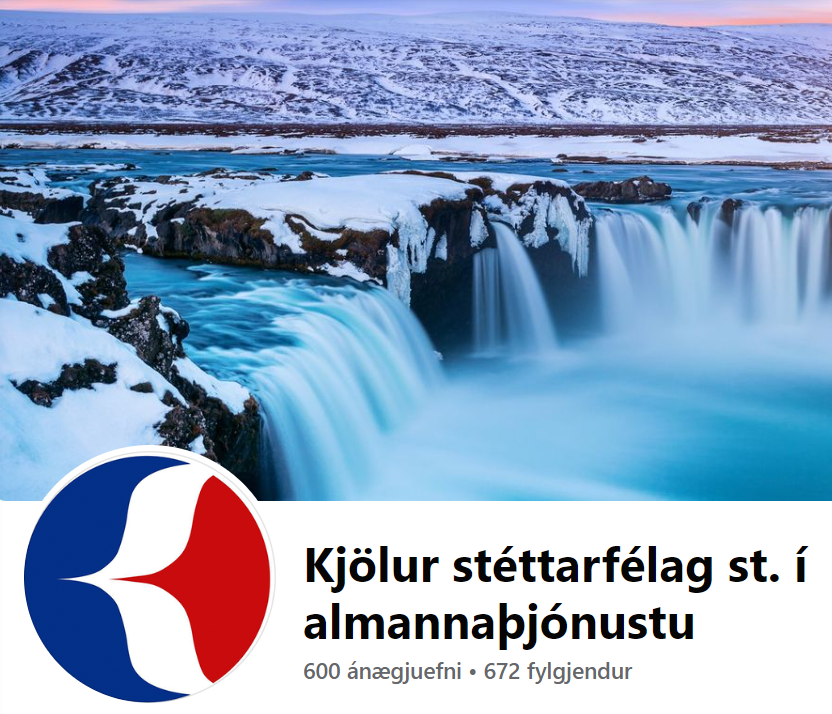 Kjölur stéttarfélag st. í
almannaþjónustu
600 ánægjuefni • 672 fylgjendur